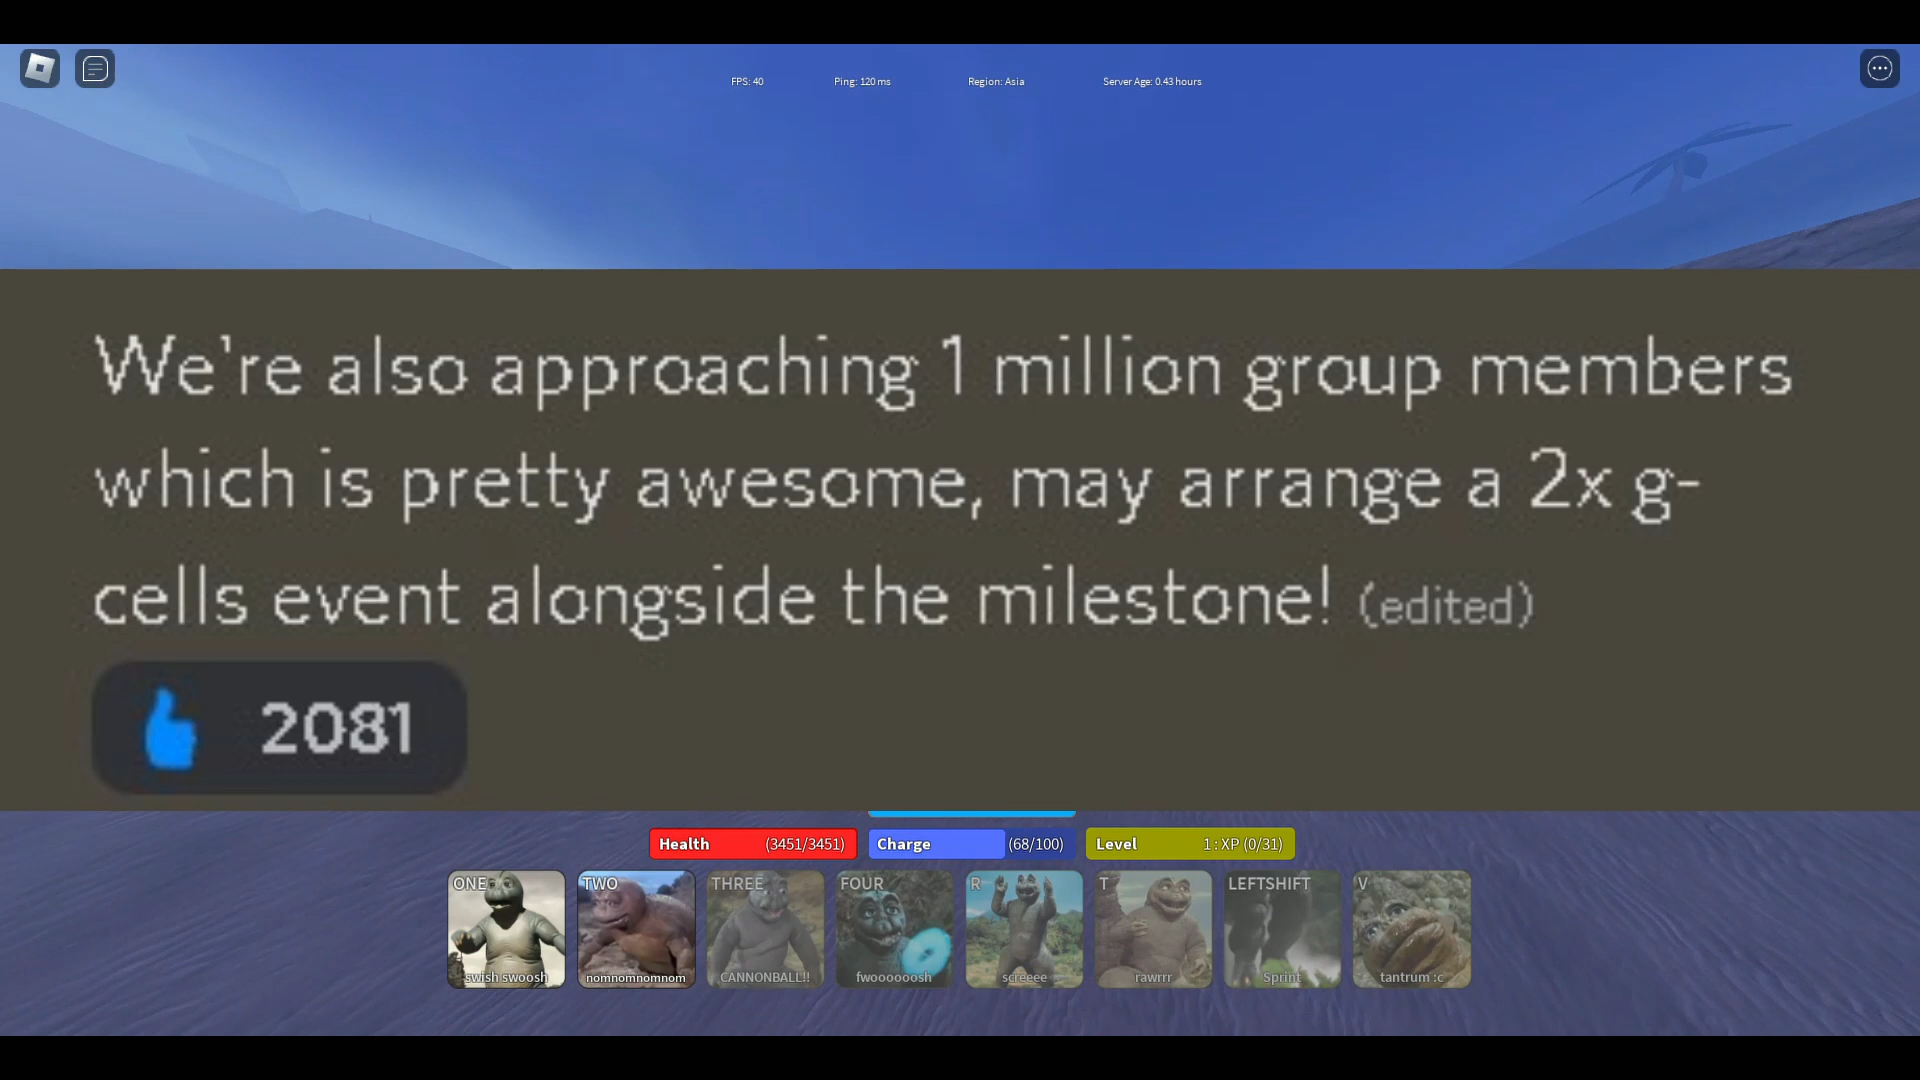 FPS: 40 Ping: 120 ms Region: Asia Server Age: 0.43 hours
We're also approaching 1 million group members
which is pretty awesome, may arrange a 2x g-
cells event alongside the milestone! (edited)
2081
Health (3451/3451) Charge (68/100) Level 1 : XP (0/31)
ONE TWO THREE FOUR R T LEFTSHIFT V
swish swoosh nomnomnomnom CANNONBALL!! fwoooooosh screeee rawrrr Sprint tantrum :c